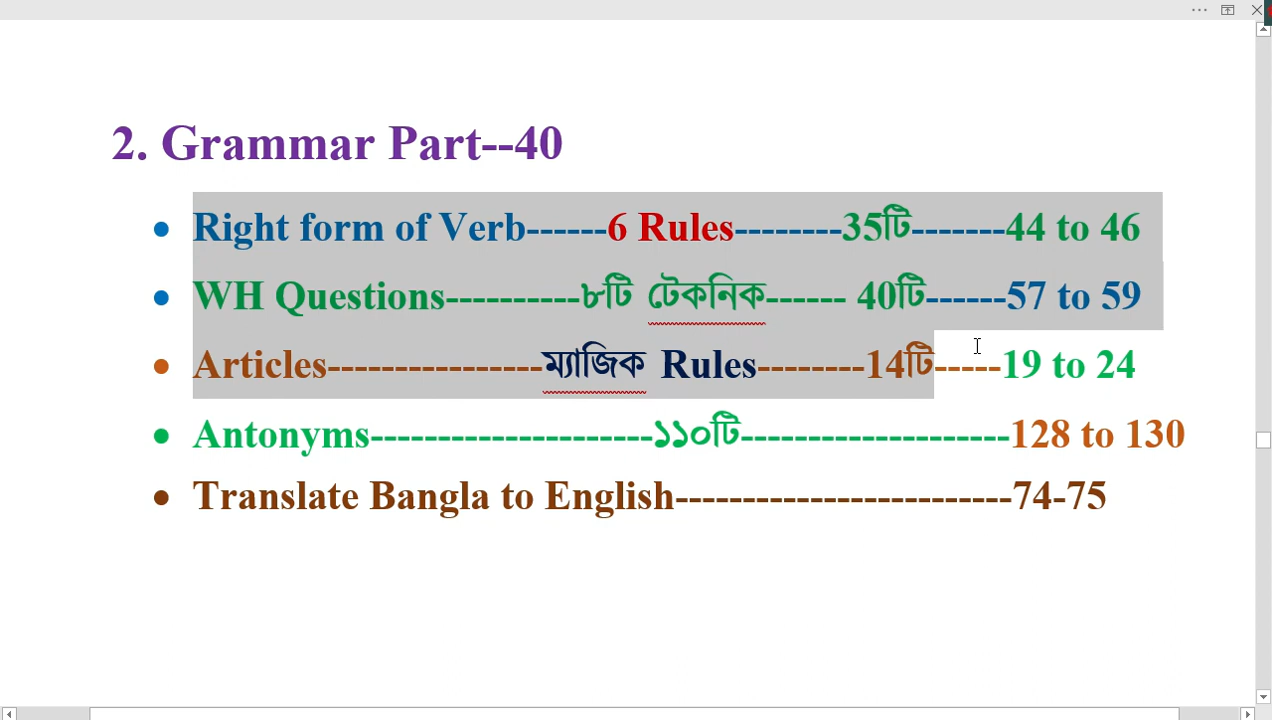 2. Grammar Part--40
• Right form of Verb------6 Rules--------35টি-------44 to 46
• WH Questions----------৮টি টেকনিক------ 40টি------57 to 59
• Articles----------------ম্যাজিক Rules--------14টি-----19 to 24
• Antonyms---------------------১১০টি--------------------128 to 130
• Translate Bangla to English-------------------------74-75